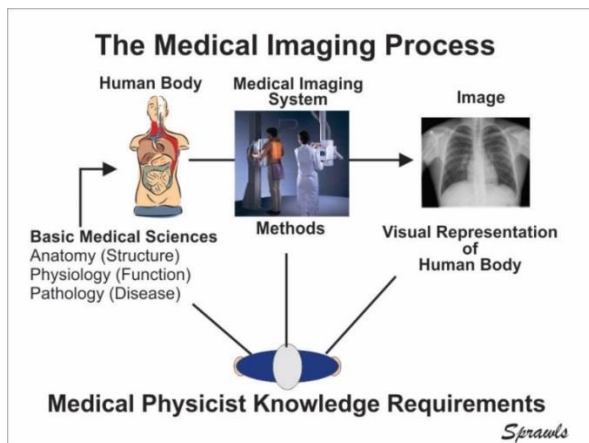 The Medical Imaging Process
Human Body
Medical Imaging
System
Image
Methods
Visual Representation
of
Human Body
Basic Medical Sciences
Anatomy (Structure)
Physiology (Function)
Pathology (Disease)
Medical Physicist Knowledge Requirements
Sprawls